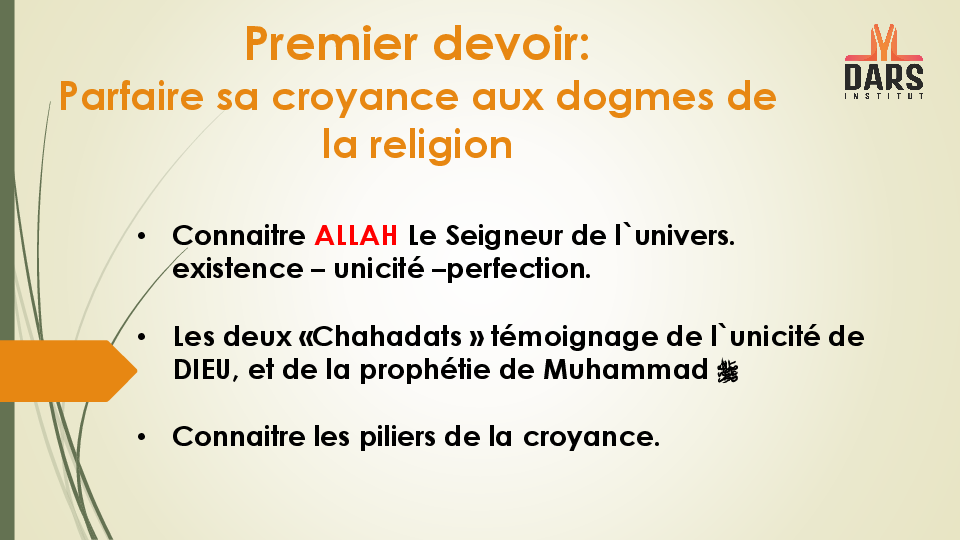 Premier devoir:
Parfaire sa croyance aux dogmes de
la religion
DARS
INSTITUT
• Connaitre ALLAH Le Seigneur de l`univers.
existence – unicité –perfection.
• Les deux «Chahadats » témoignage de l`unicité de
DIEU, et de la prophétie de Muhammad ﷺ
• Connaitre les piliers de la croyance.